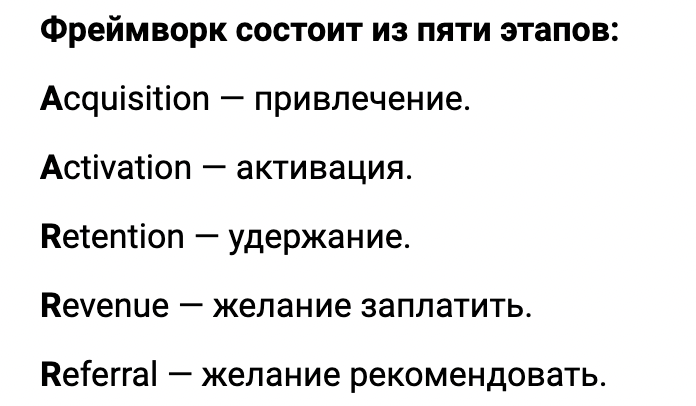 Фреймворк состоит из пяти этапов:
Acquisition — привлечение.
Activation — активация.
Retention — удержание.
Revenue — желание заплатить.
Referral — желание рекомендовать.